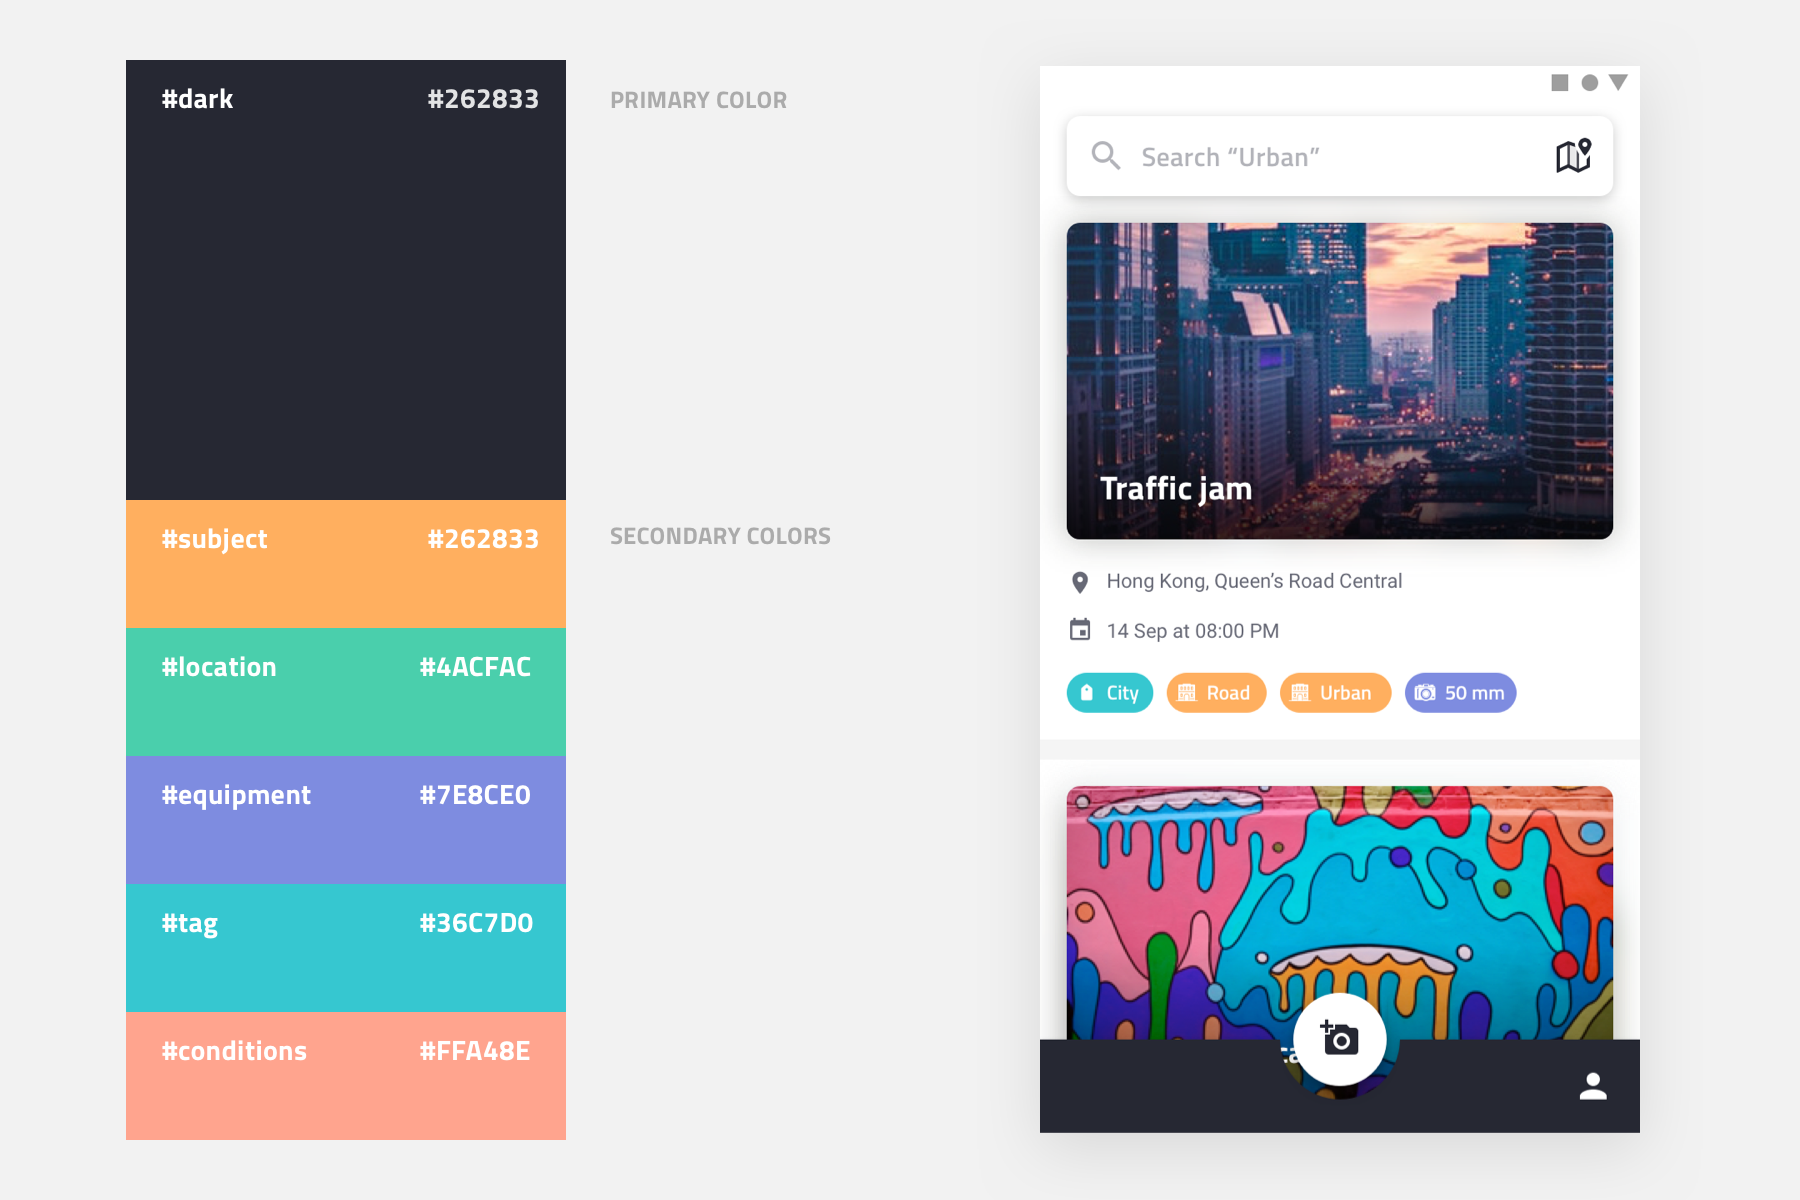 #dark #262833
PRIMARY COLOR
#subject #262833
SECONDARY COLORS
#location #4ACFAC
#equipment #7E8CE0
#tag #36C7D0
#conditions #FFA48E
Search “Urban”
Traffic jam
Hong Kong, Queen’s Road Central
14 Sep at 08:00 PM
City Road Urban 50 mm